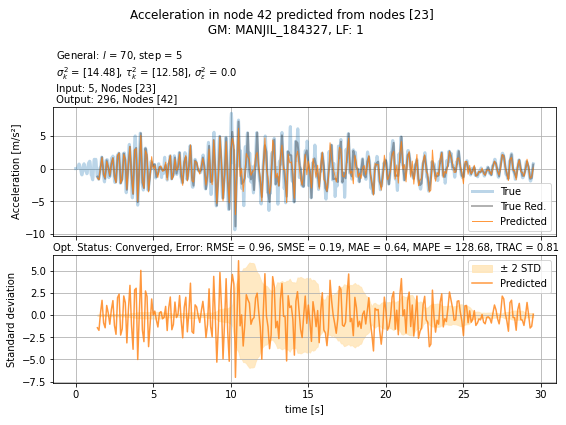 Acceleration in node 42 predicted from nodes [23]
GM: MANJIL_184327, LF: 1
General: l = 70, step = 5
σ²ₖ = [14.48], τ²ₖ = [12.58], σ²ε = 0.0
Input: 5, Nodes [23]
Output: 296, Nodes [42]
Acceleration [m/s²]
5
0
−5
−10
True
True Red.
Predicted
Opt. Status: Converged, Error: RMSE = 0.96, SMSE = 0.19, MAE = 0.64, MAPE = 128.68, TRAC = 0.81
Standard deviation
5.0
2.5
0.0
−2.5
−5.0
−7.5
± 2 STD
Predicted
0 5 10 15 20 25 30
time [s]